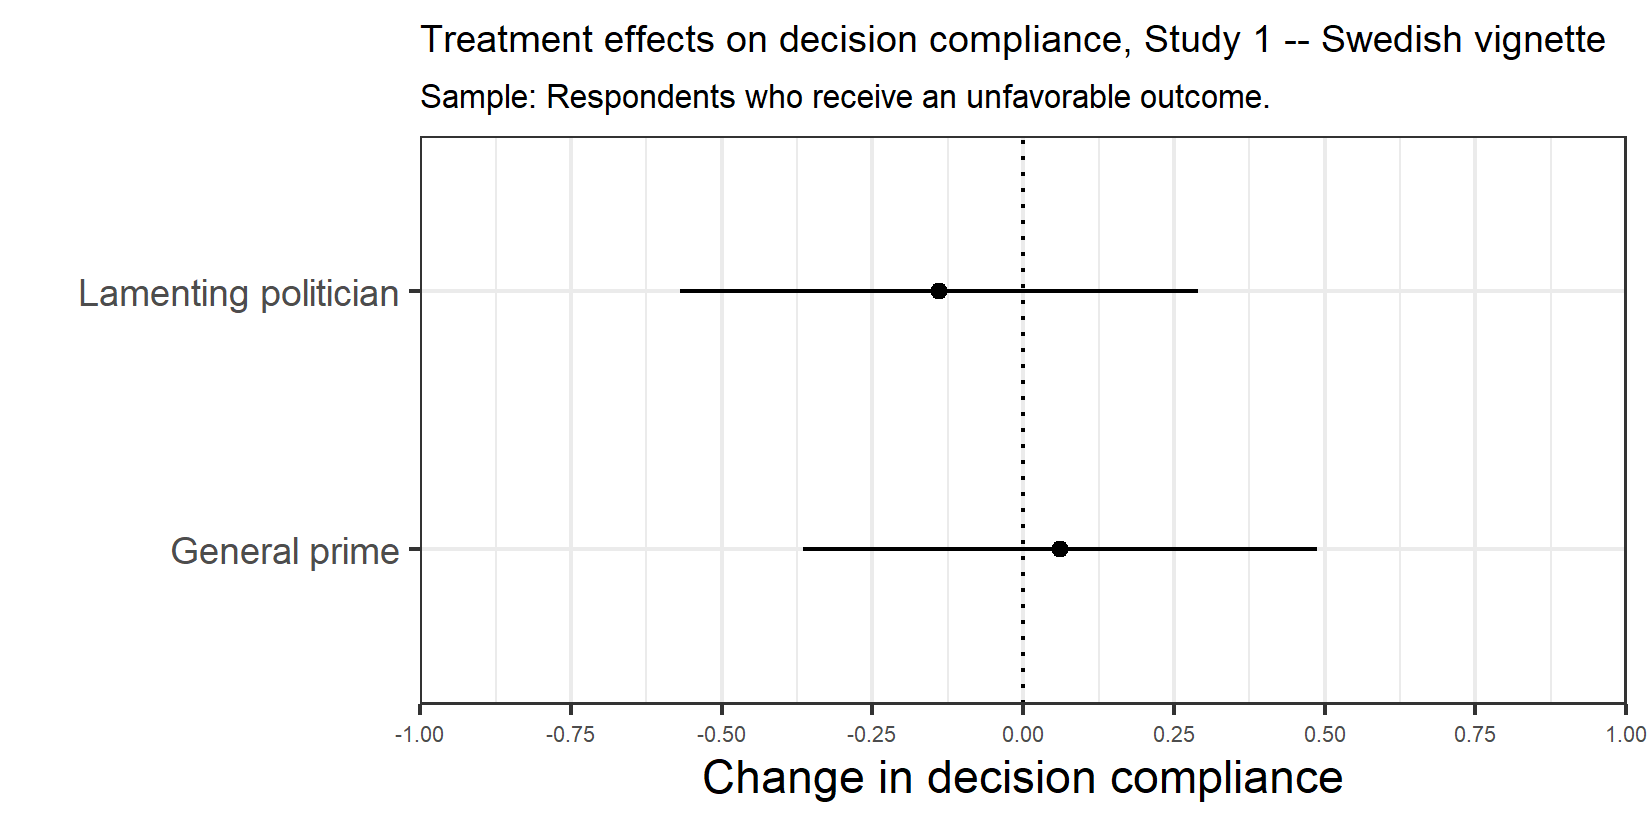 Treatment effects on decision compliance, Study 1 -- Swedish vignette
Sample: Respondents who receive an unfavorable outcome.
Lamenting politician
General prime
-1.00 -0.75 -0.50 -0.25 0.00 0.25 0.50 0.75 1.00
Change in decision compliance